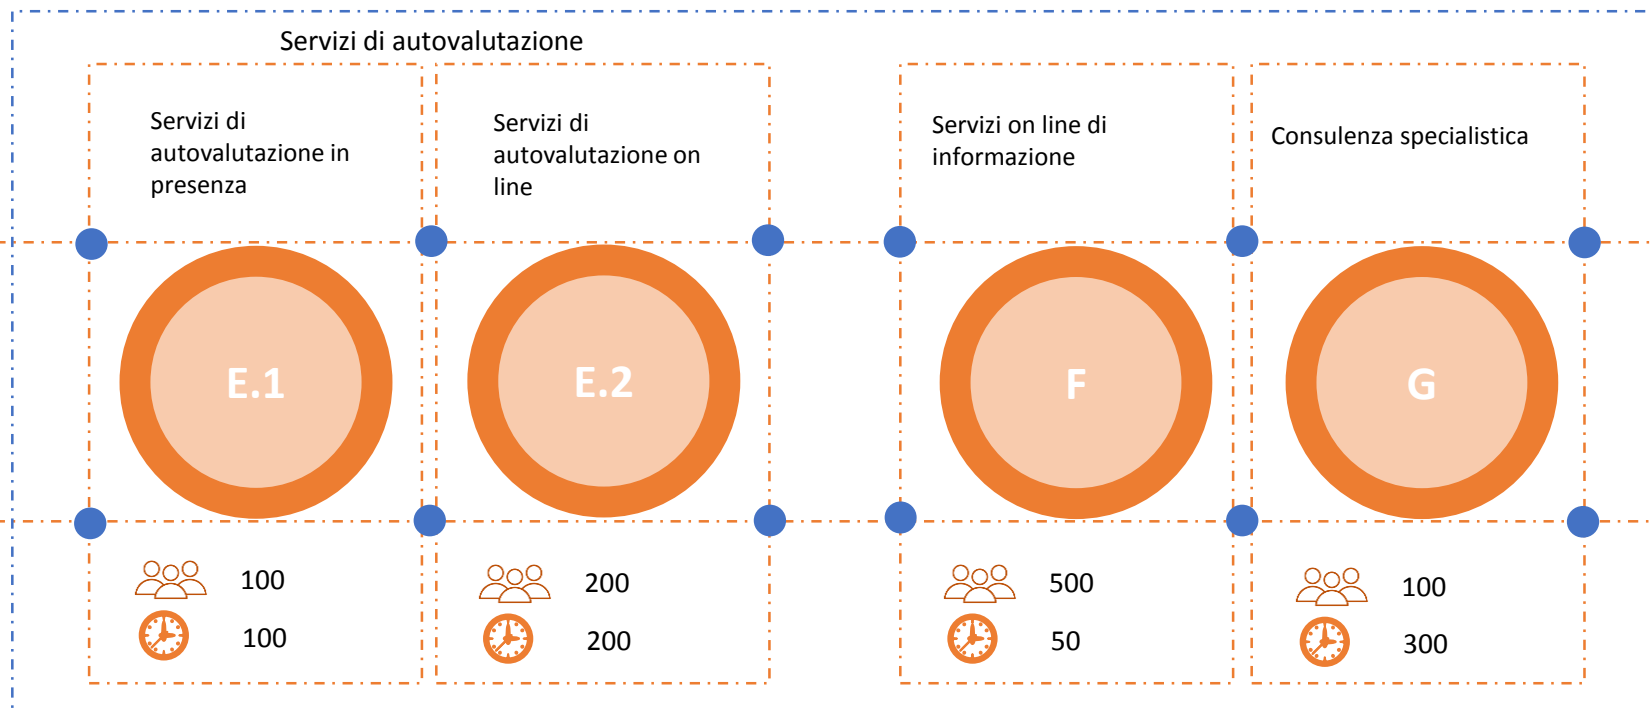 Servizi di autovalutazione
Servizi di
autovalutazione in
presenza
Servizi di
autovalutazione on
line
Servizi on line di
informazione
Consulenza specialistica
E.1
E.2
F
G
100
200
500
100
100
200
50
300